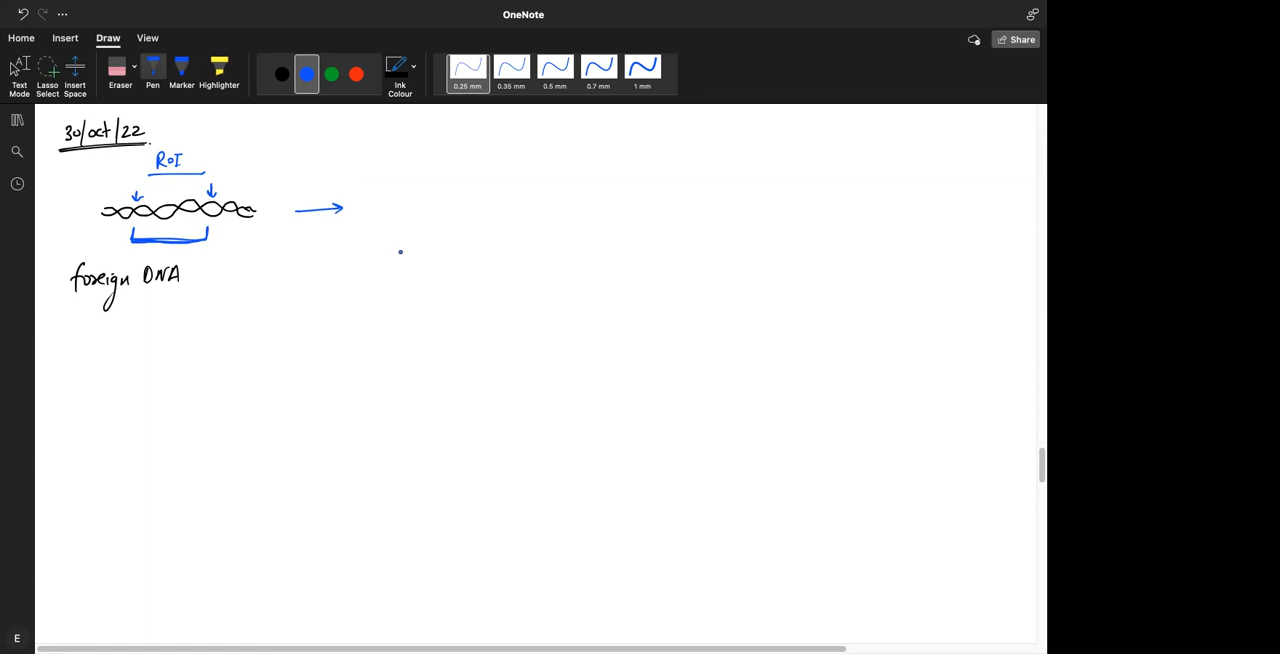 OneNote
Home Insert Draw View
Share
Text Mode
Lasso Select
Insert Space
Eraser
Pen
Marker
Highlighter
Ink Colour
0.25 mm
0.35 mm
0.5 mm
0.7 mm
1 mm
30/oct/22
ROI
foreign DNA
E